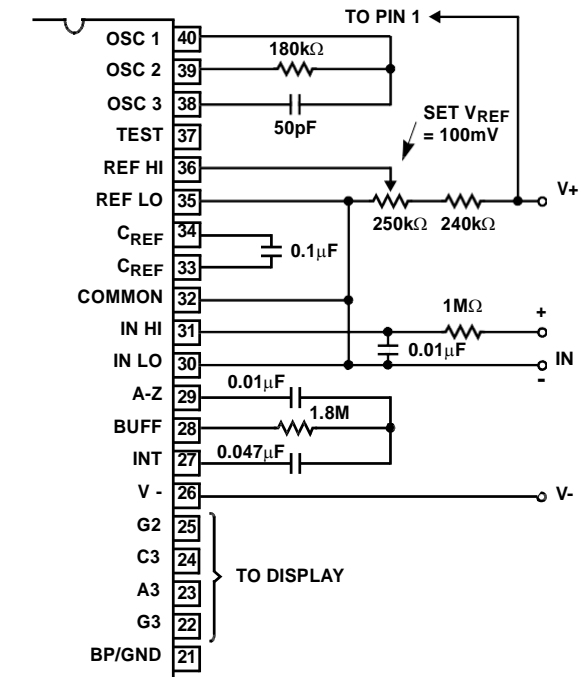 TO PIN 1
OSC 1 40
180kΩ
OSC 2 39
OSC 3 38
50pF
TEST 37
SET VREF
= 100mV
REF HI 36
REF LO 35
V+
250kΩ 240kΩ
CREF 34
0.1µF
CREF 33
COMMON 32
1MΩ
+
IN HI 31
0.01µF
IN
IN LO 30
-
A-Z 29
0.01µF
BUFF 28
1.8M
INT 27
0.047µF
V - 26
V-
G2 25
C3 24
TO DISPLAY
A3 23
G3 22
BP/GND 21